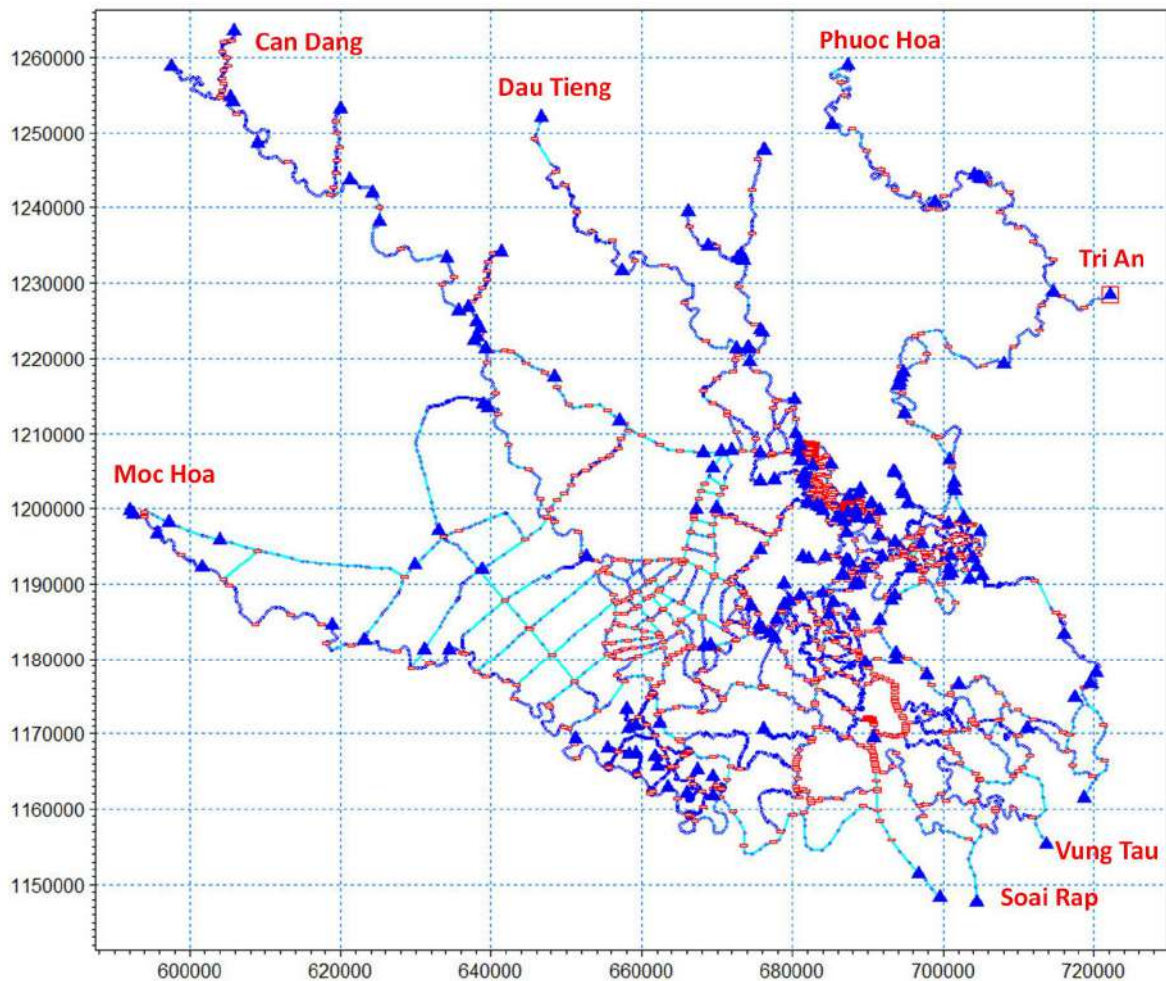 Can Dang
Phuoc Hoa
Dau Tieng
Tri An
Moc Hoa
Vung Tau
Soai Rap
1260000
1250000
1240000
1230000
1220000
1210000
1200000
1190000
1180000
1170000
1160000
1150000
600000 620000 640000 660000 680000 700000 720000